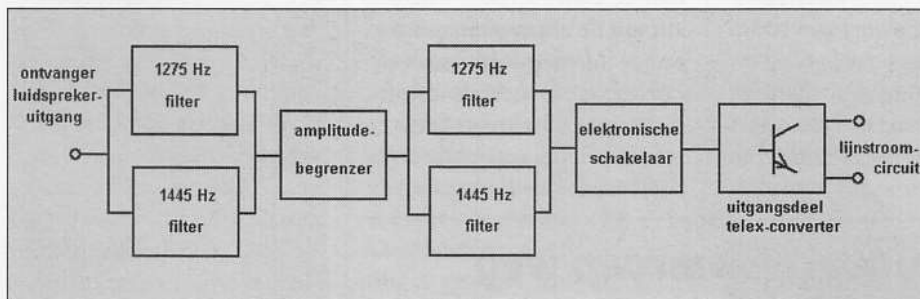 ontvanger
luidspreker-
uitgang
1275 Hz
filter
1445 Hz
filter
amplitude-
begrenzer
1275 Hz
filter
1445 Hz
filter
elektronische
schakelaar
lijnstroom-
circuit
uitgangsdeel
telex-converter